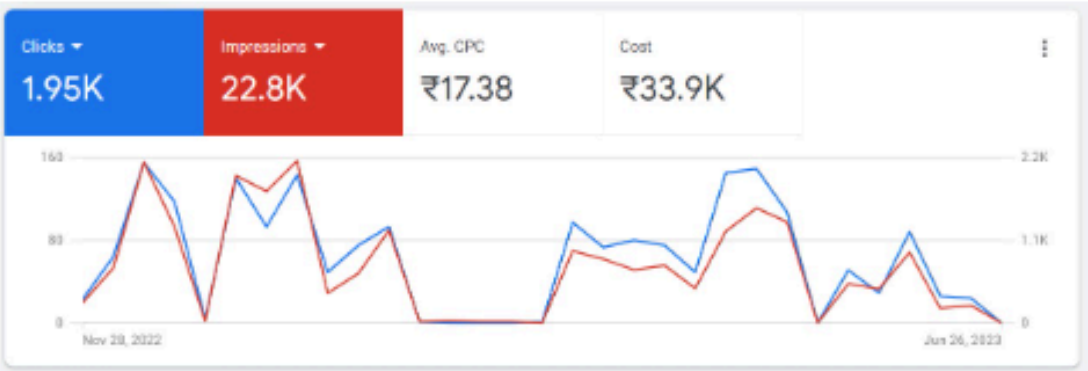 Clicks Impressions Avg. CPC Cost
1.95K 22.8K ₹17.38 ₹33.9K
160 2.2K
80 1.1K
0 0
Nov 28, 2022 Jun 26, 2023